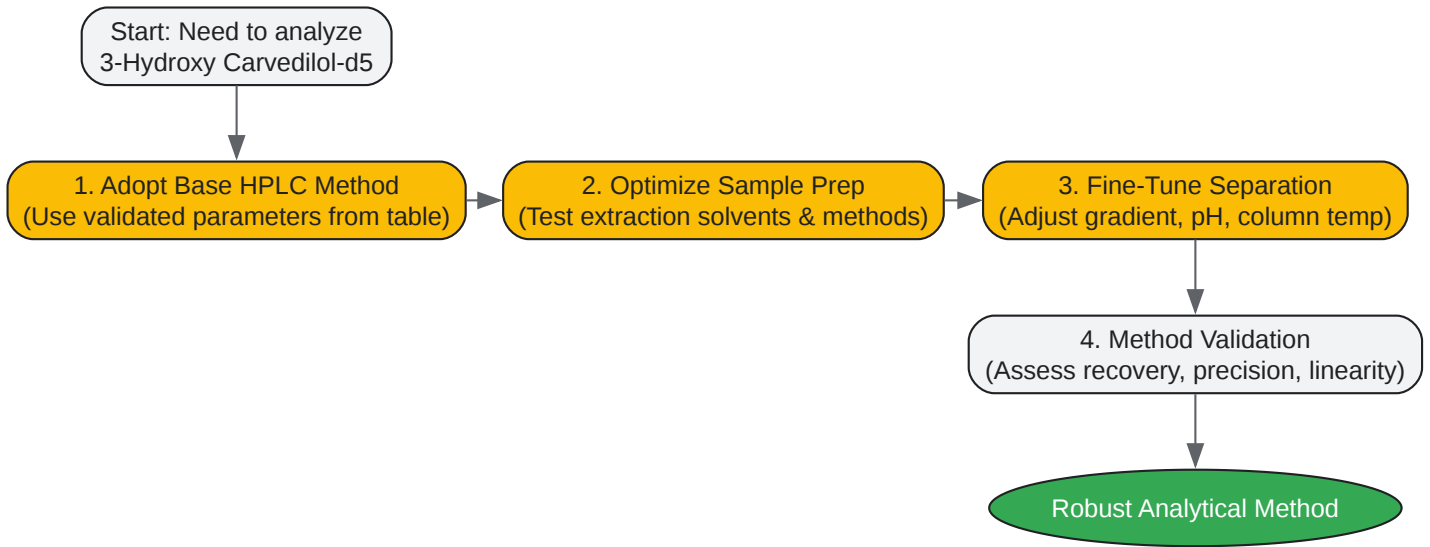 Start: Need to analyze
3-Hydroxy Carvedilol-d5
1. Adopt Base HPLC Method
(Use validated parameters from table)
2. Optimize Sample Prep
(Test extraction solvents & methods)
3. Fine-Tune Separation
(Adjust gradient, pH, column temp)
4. Method Validation
(Assess recovery, precision, linearity)
Robust Analytical Method